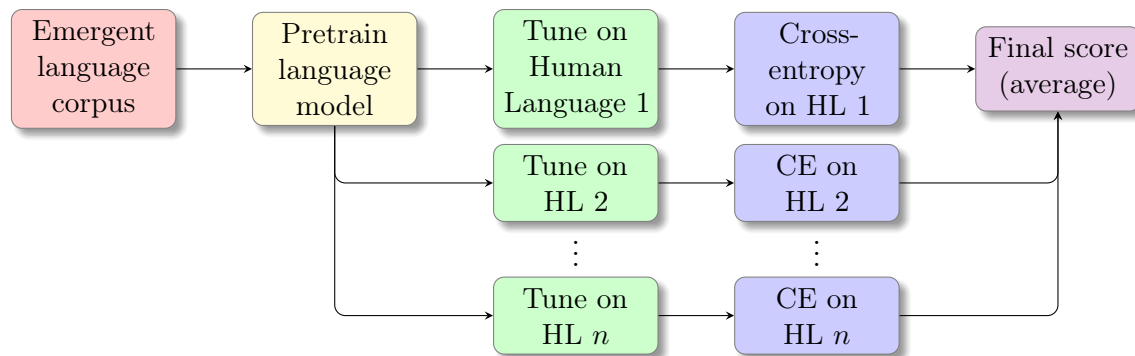 Emergent
language
corpus
Pretrain
language
model
Tune on
Human
Language 1
Cross-
entropy
on HL 1
Final score
(average)
Tune on
HL 2
CE on
HL 2
⋮
⋮
Tune on
HL n
CE on
HL n